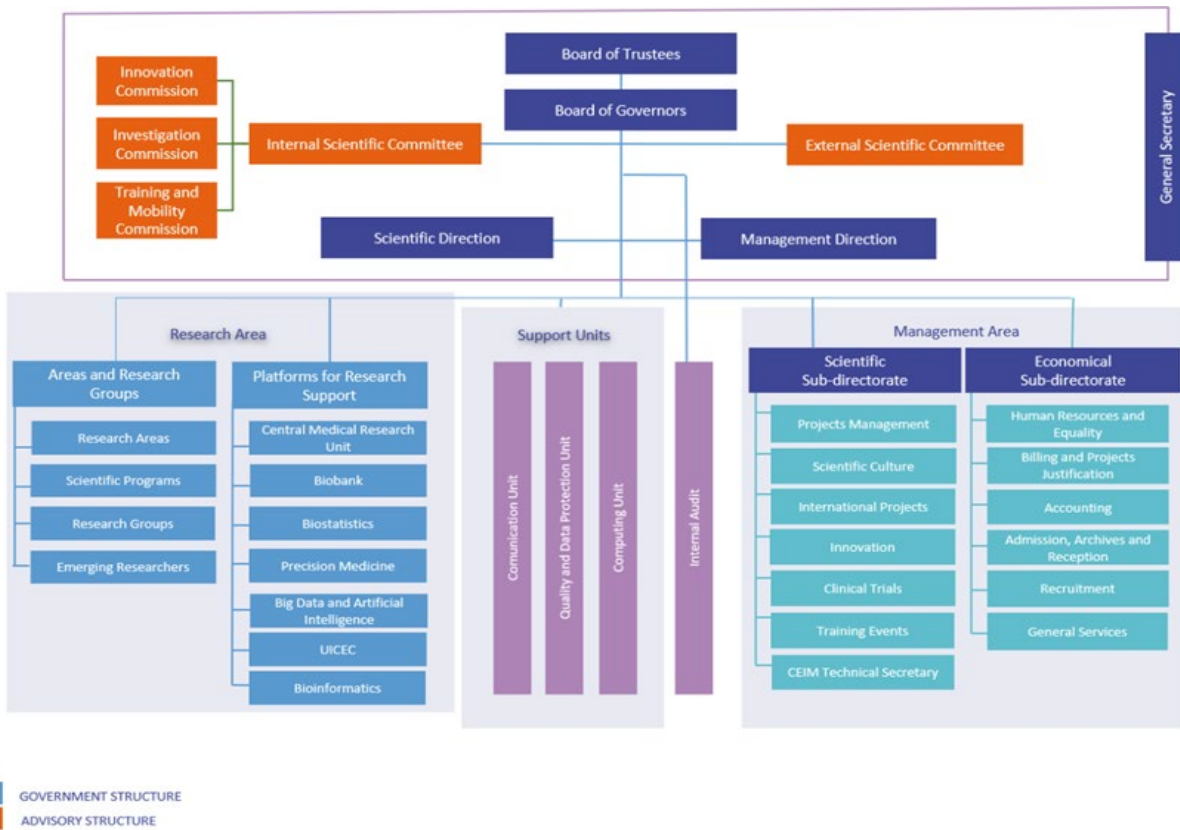 Board of Trustees
Board of Governors
General Secretary
Innovation
Commission
Investigation
Commission
Training and
Mobility
Commission
Internal Scientific Committee
External Scientific Committee
Scientific Direction
Management Direction
Research Area
Areas and Research
Groups
Research Areas
Scientific Programs
Research Groups
Emerging Researchers
Platforms for Research
Support
Central Medical Research
Unit
Biobank
Biostatistics
Precision Medicine
Big Data and Artificial
Intelligence
UICEC
Bioinformatics
Support Units
Comunication Unit
Quality and Data Protection Unit
Computing Unit
Internal Audit
Management Area
Scientific
Sub-directorate
Projects Management
Scientific Culture
International Projects
Innovation
Clinical Trials
Training Events
CEIM Technical Secretary
Economical
Sub-directorate
Human Resources and
Equality
Billing and Projects
Justification
Accounting
Admission, Archives and
Reception
Recruitment
General Services
GOVERNMENT STRUCTURE
ADVISORY STRUCTURE